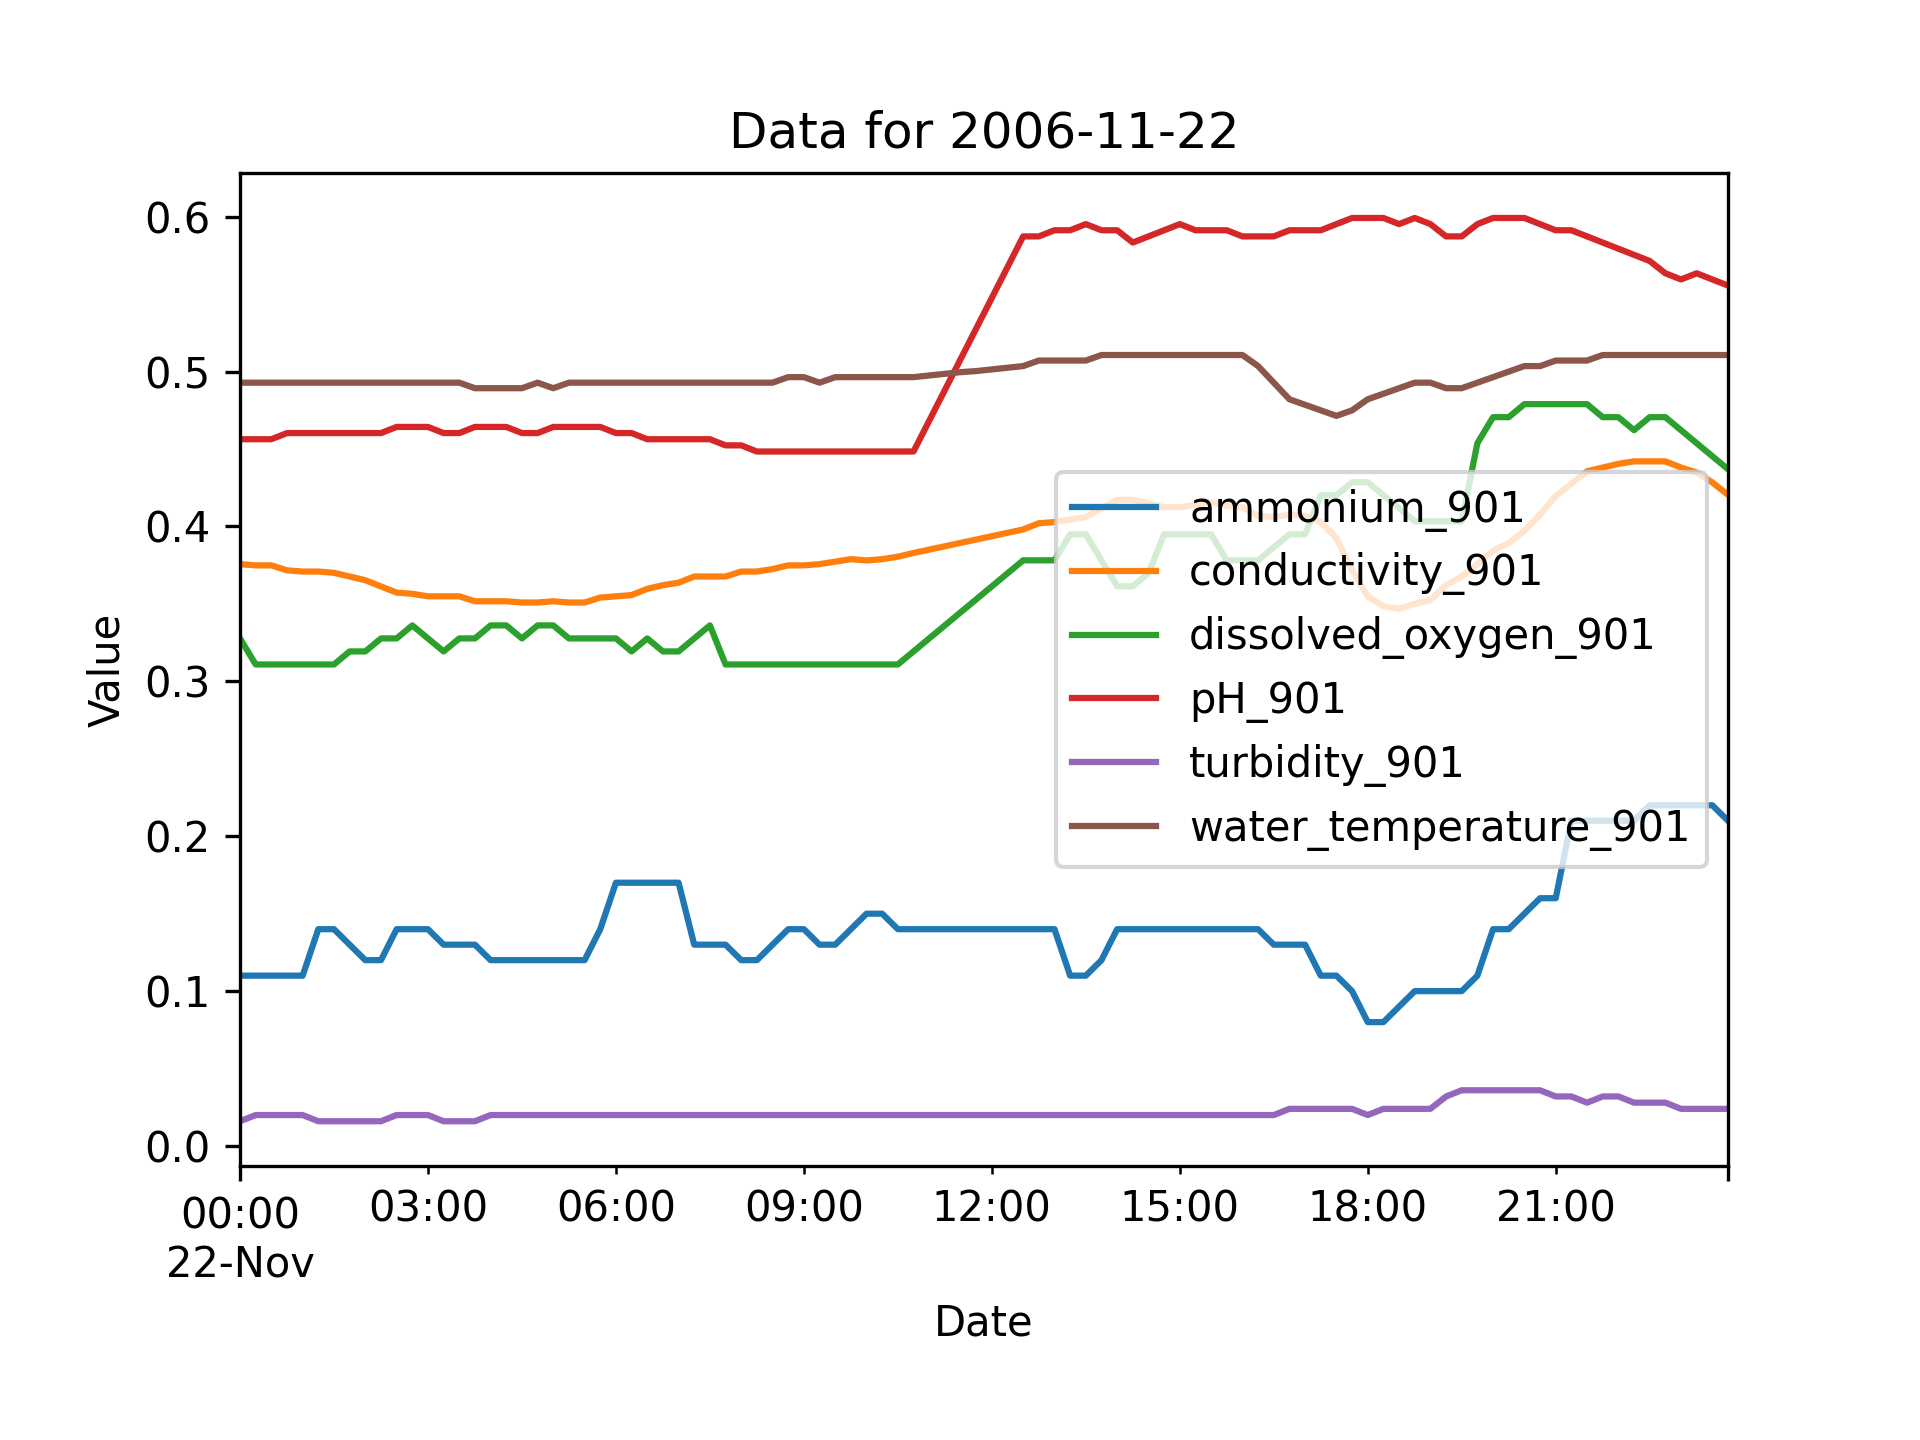 Data for 2006-11-22
Value
0.6
0.5
0.4
0.3
0.2
0.1
0.0
ammonium_901
conductivity_901
dissolved_oxygen_901
pH_901
turbidity_901
water_temperature_901
00:00 03:00 06:00 09:00 12:00 15:00 18:00 21:00
22-Nov
Date